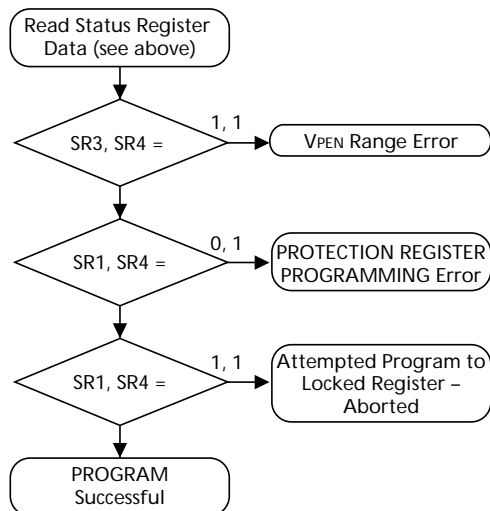 Read Status Register
Data (see above)
1, 1
SR3, SR4 =
VPEN Range Error
0, 1
SR1, SR4 =
PROTECTION REGISTER
PROGRAMMING Error
1, 1
SR1, SR4 =
Attempted Program to
Locked Register –
Aborted
PROGRAM
Successful